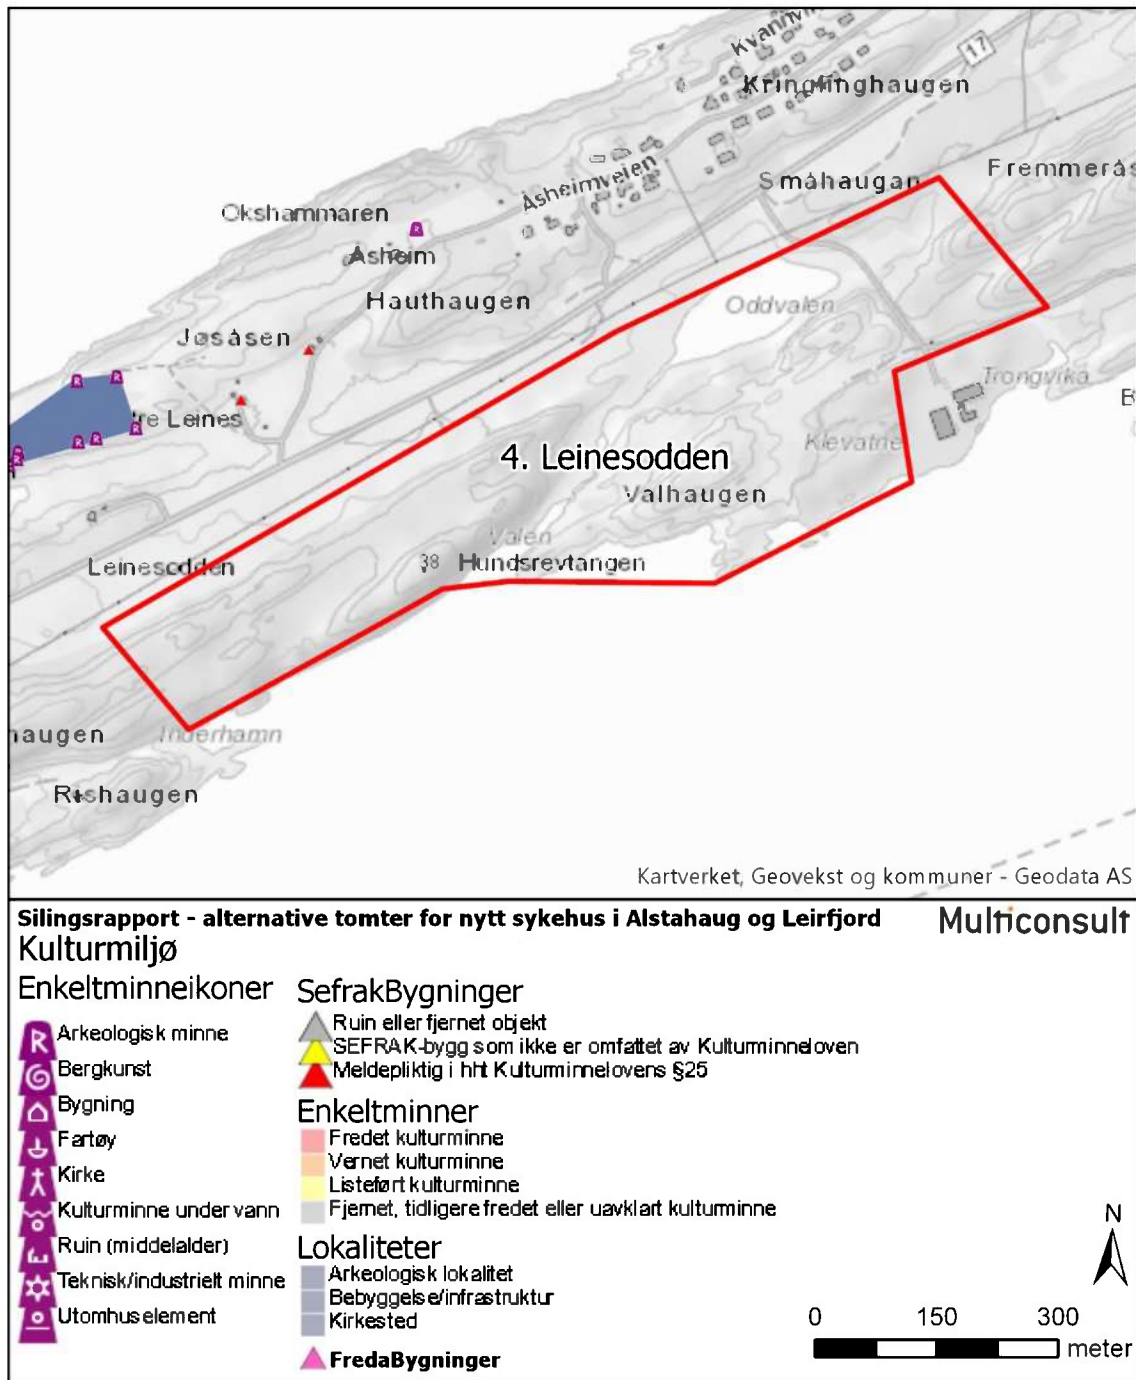 Kvannvi
17
Kringlinghaugen
Småhaugan
Fremmerås
Åsheimveien
Okshammaren
Åsheim
Hauthaugen
Oddvalen
Jøsåsen
Trongvika
re Leines
Klevatne
4. Leinesodden
Valhaugen
Valen
38 Hundsrevtangen
Leinesodden
haugen
Inderhamn
Rishaugen
Kartverket, Geovekst og kommuner - Geodata AS
Silingsrapport - alternative tomter for nytt sykehus i Alstahaug og Leirfjord
Multiconsult
Kulturmiljø
Enkeltminneikoner
Arkeologisk minne
Bergkunst
Bygning
Fartøy
Kirke
Kulturminne under vann
Ruin (middelalder)
Teknisk/industrielt minne
Utomhuselement
SefrakBygninger
Ruin eller fjernet objekt
SEFRAK-bygg som ikke er omfattet av Kulturminneloven
Meldepliktig i hht Kulturminnelovens §25
Enkeltminner
Fredet kulturminne
Vernet kulturminne
Listeført kulturminne
Fjernet, tidligere fredet eller uavklart kulturminne
Lokaliteter
Arkeologisk lokalitet
Bebyggelse/infrastruktur
Kirkested
FredaBygninger
N
0 150 300
meter